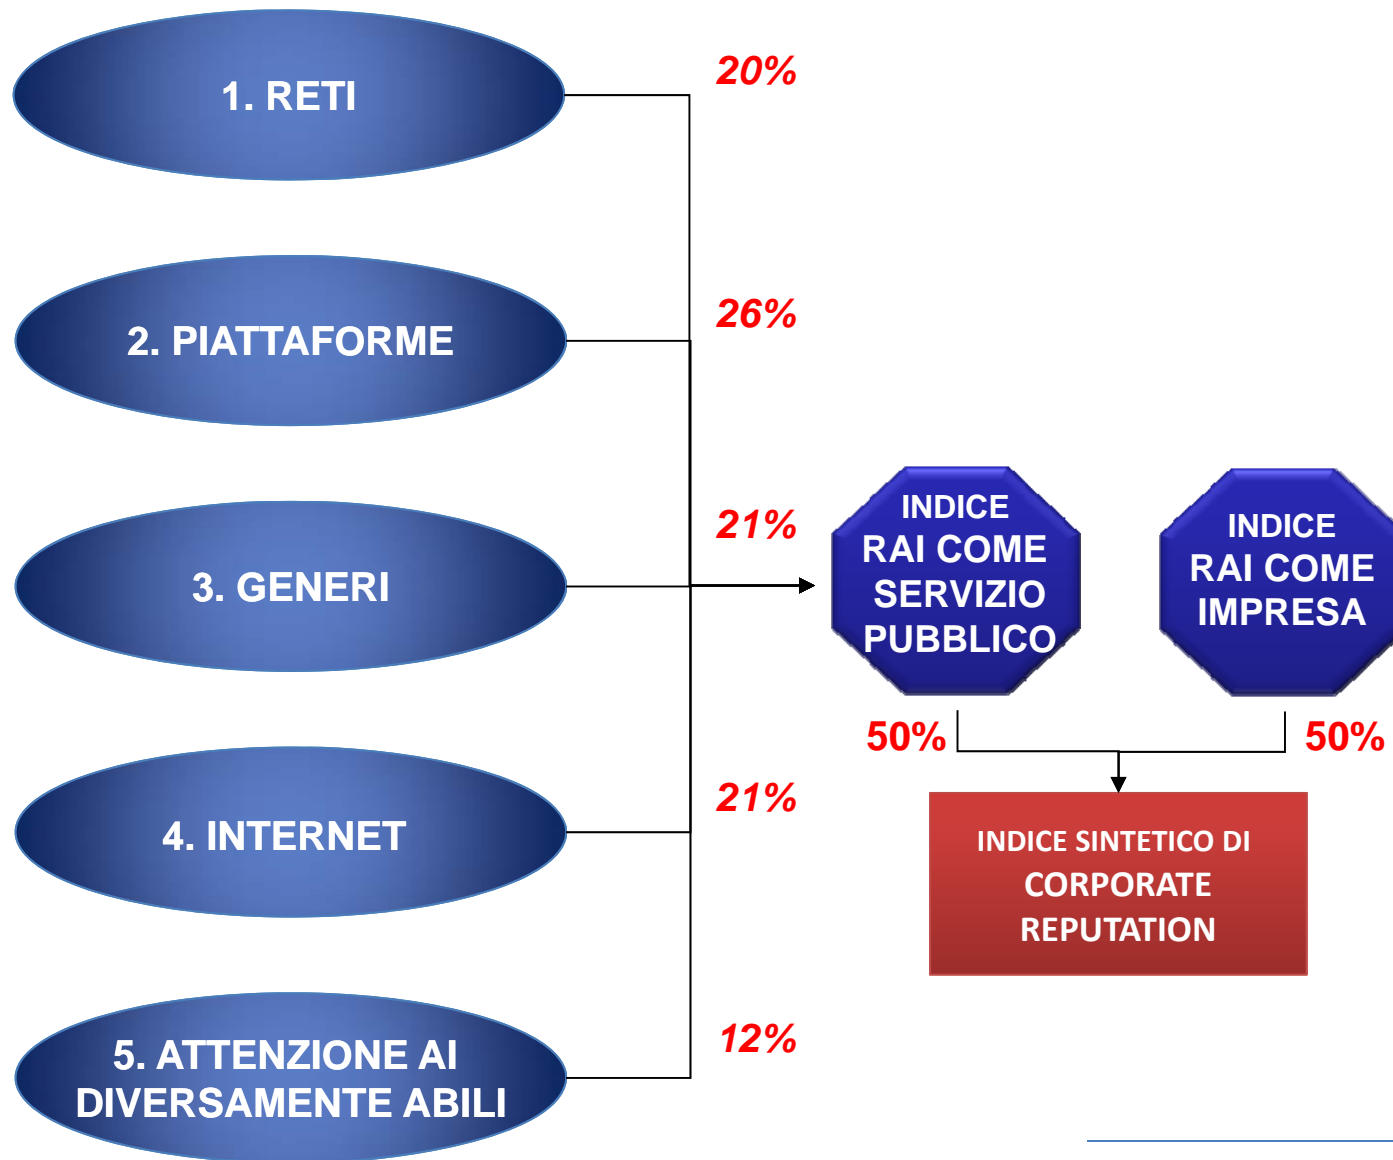 1. RETI
20%
2. PIATTAFORME
26%
3. GENERI
21%
4. INTERNET
21%
5. ATTENZIONE AI
DIVERSAMENTE ABILI
12%
INDICE
RAI COME
SERVIZIO
PUBBLICO
50%
INDICE
RAI COME
IMPRESA
50%
INDICE SINTETICO DI
CORPORATE
REPUTATION